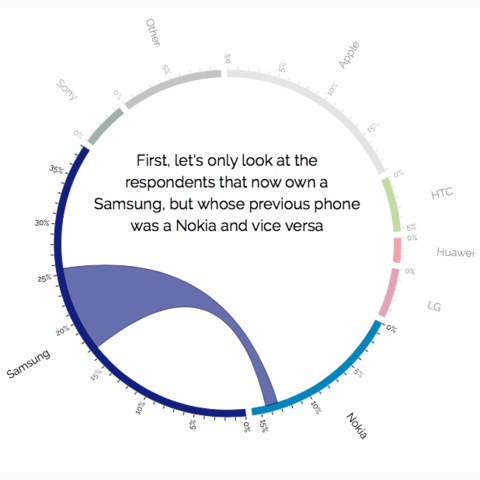 First, let's only look at the
respondents that now own a
Samsung, but whose previous phone
was a Nokia and vice versa
Apple
0%
5%
10%
15%
HTC
0%
5%
Huawei
0%
LG
0%
Nokia
0%
5%
10%
15%
Samsung
0%
5%
10%
15%
20%
25%
30%
35%
Sony
0%
Other
0%
5%